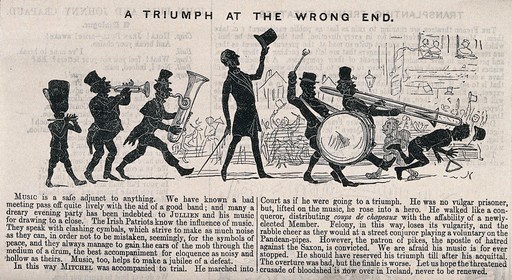 A TRIUMPH AT THE WRONG END.
MUSIC is a safe adjunct to anything. We have known a bad
meeting pass off quite lively with the aid of a good band; and many a
dreary evening party has been indebted to JULLIEN and his music
for drawing to a close. The Irish Patriots know the influence of music.
They speak with clashing cymbals, which strive to make as much noise
as they can, in order not to be mistaken, seemingly, for the symbols of
peace, and they always manage to gain the ears of the mob through the
medium of a drum, the best accompaniment for eloquence as noisy and
hollow as theirs. Music, too, helps to make a jubilee of a defeat.
In this way MITCHEL was accompanied to trial. He marched into
Court as if he were going to a triumph. He was no vulgar prisoner,
but, lifted on the music, he rose into a hero. He walked like a con-
queror, distributing coups de chapeaux with the affability of a newly-
elected Member. Felony, in this way, loses its vulgarity, and the
rabble cheer as they would at a street conjuror playing a voluntary on the
Pandean-pipes. However, the patron of pikes, the apostle of hatred
against the Saxon, is convicted. We are afraid his music is for ever
stopped. He should have reserved his triumph till after his acquittal.
The overture was bad, but the finale is worse. Let us hope the threatened
crusade of bloodshed is now over in Ireland, never to be renewed.